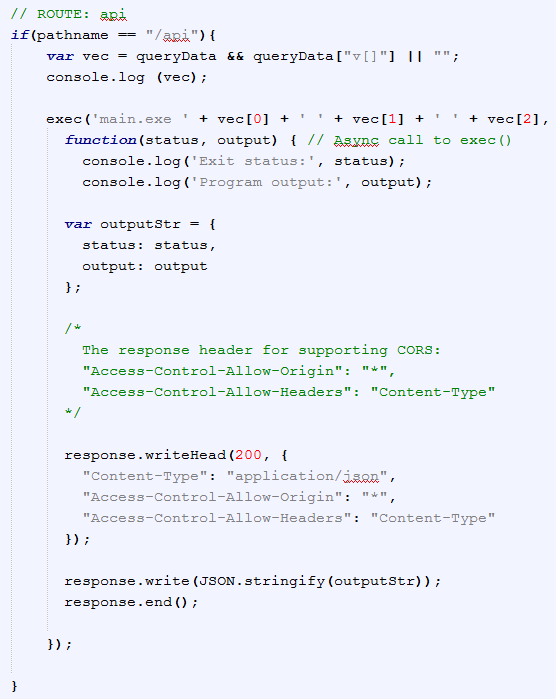 // ROUTE: api
if(pathname == "/api"){
    var vec = queryData && queryData["v[]"] || "";
    console.log (vec);

    exec('main.exe ' + vec[0] + ' ' + vec[1] + ' ' + vec[2],
      function(status, output) { // Async call to exec()
        console.log('Exit status:', status);
        console.log('Program output:', output);

      var outputStr = {
        status: status,
        output: output
      };

      /*
        The response header for supporting CORS:
        "Access-Control-Allow-Origin": "*",
        "Access-Control-Allow-Headers": "Content-Type"
      */

      response.writeHead(200, {
        "Content-Type": "application/json",
        "Access-Control-Allow-Origin": "*",
        "Access-Control-Allow-Headers": "Content-Type"
      });

      response.write(JSON.stringify(outputStr));
      response.end();

    });

}